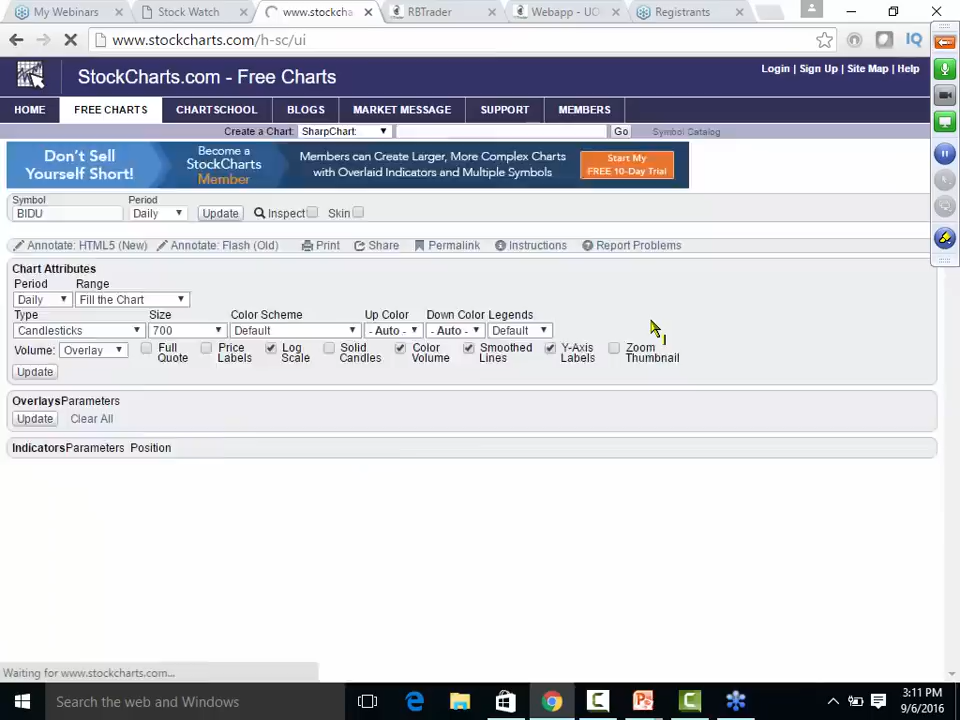 My Webinars
Stock Watch
www.stockcha
RBTrader
Webapp - UO
Registrants
www.stockcharts.com/h-sc/ui
IQ
StockCharts.com - Free Charts
Login | Sign Up | Site Map | Help
HOME
FREE CHARTS
CHARTSCHOOL
BLOGS
MARKET MESSAGE
SUPPORT
MEMBERS
Create a Chart: SharpChart: Go Symbol Catalog
Don't Sell
Yourself Short!
Become a
StockCharts
Member
Members can Create Larger, More Complex Charts
with Overlaid Indicators and Multiple Symbols
Start My
FREE 10-Day Trial
Symbol Period
BIDU Daily Update Inspect Skin
Annotate: HTML5 (New) Annotate: Flash (Old) Print Share Permalink Instructions Report Problems
Chart Attributes
Period Range
Daily Fill the Chart
Type Size Color Scheme Up Color Down Color Legends
Candlesticks 700 Default - Auto - - Auto - Default
Volume: Overlay
Full
Quote
Price
Labels
Log
Scale
Solid
Candles
Color
Volume
Smoothed
Lines
Y-Axis
Labels
Zoom
Thumbnail
Update
OverlaysParameters
Update Clear All
IndicatorsParameters Position
Waiting for www.stockcharts.com...
Search the web and Windows
3:11 PM
9/6/2016